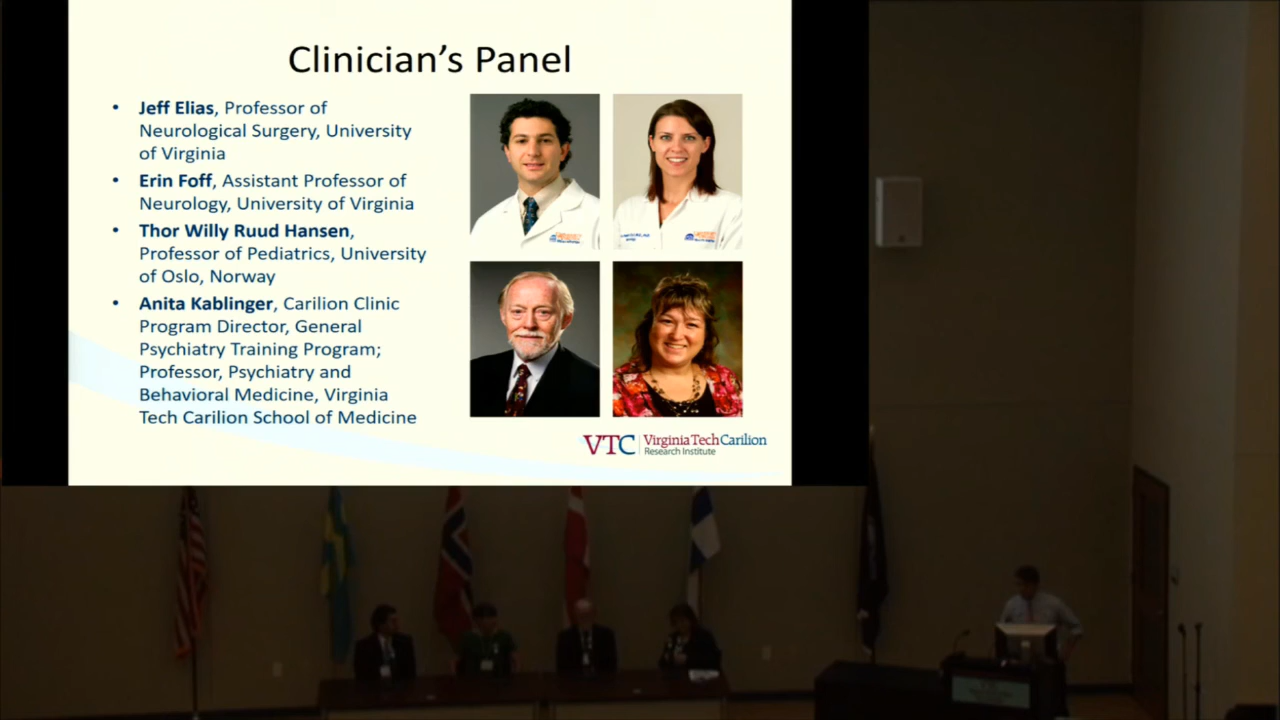 Clinician's Panel
• Jeff Elias, Professor of
Neurological Surgery, University
of Virginia
• Erin Foff, Assistant Professor of
Neurology, University of Virginia
• Thor Willy Ruud Hansen,
Professor of Pediatrics, University
of Oslo, Norway
• Anita Kablinger, Carilion Clinic
Program Director, General
Psychiatry Training Program;
Professor, Psychiatry and
Behavioral Medicine, Virginia
Tech Carilion School of Medicine
VTC Virginia Tech Carilion
Research Institute